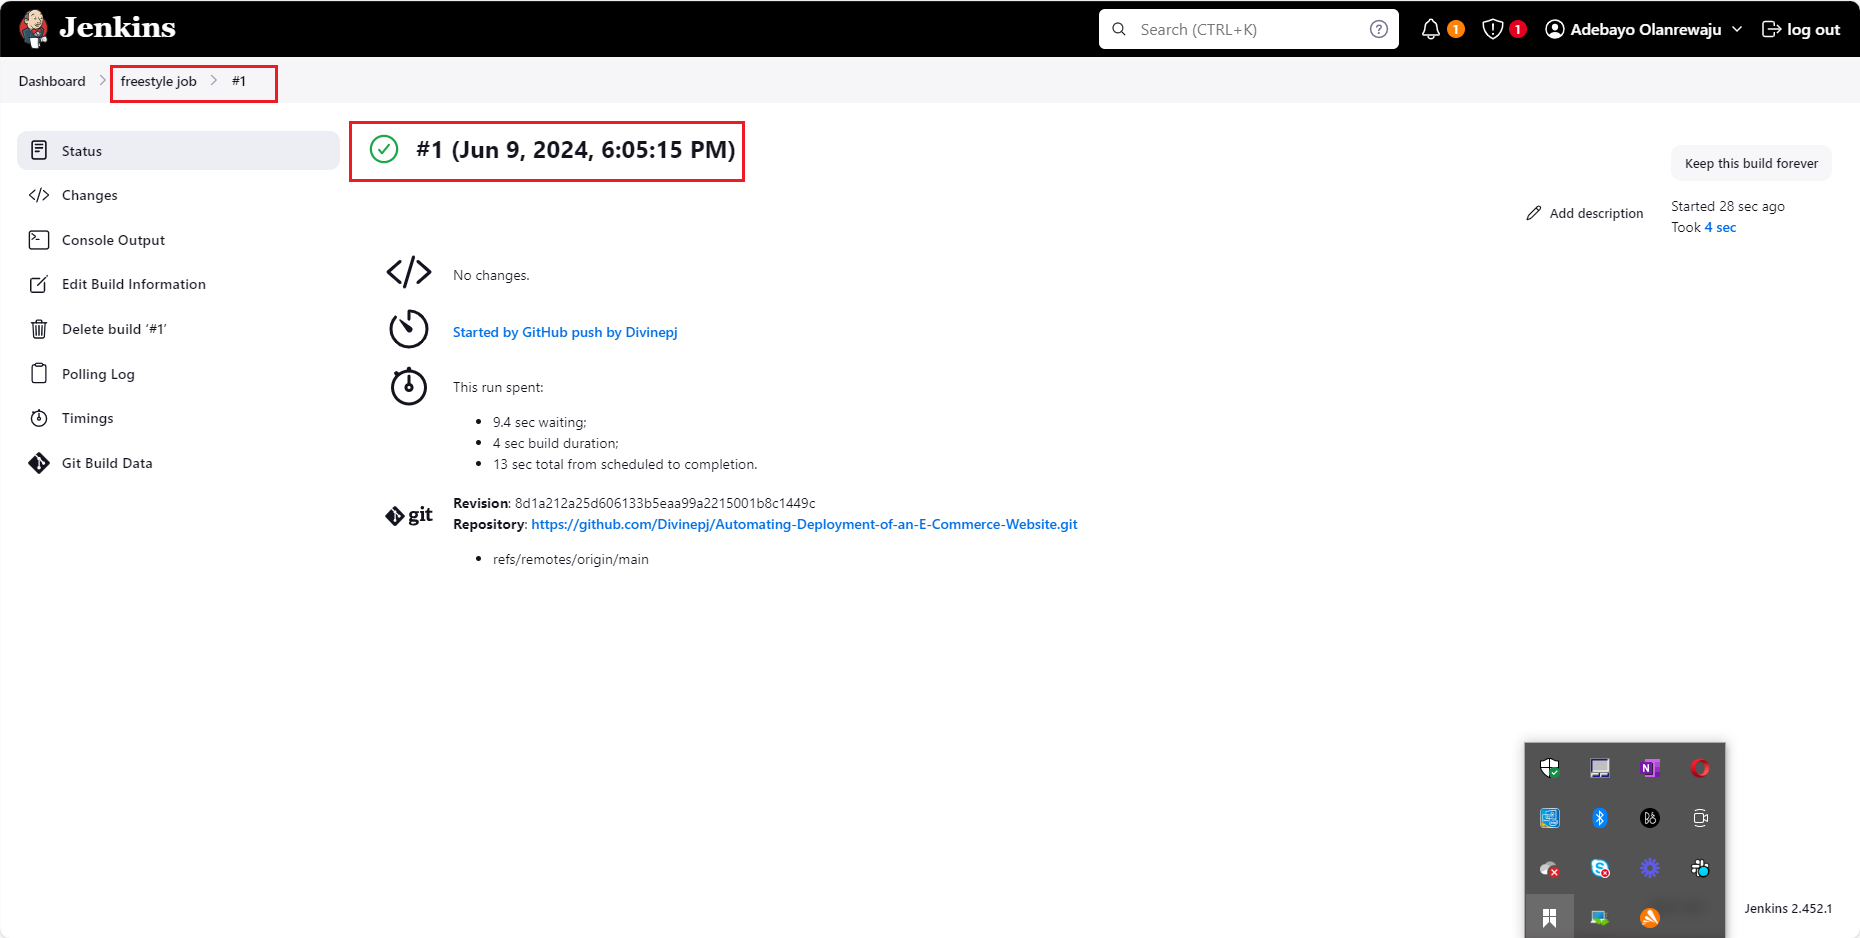 Jenkins
Search (CTRL+K)
?
1
1
Adebayo Olanrewaju
log out
Dashboard
freestyle job
#1
Status
Changes
Console Output
Edit Build Information
Delete build ‘#1’
Polling Log
Timings
Git Build Data
#1 (Jun 9, 2024, 6:05:15 PM)
Keep this build forever
Add description
Started 28 sec ago
Took 4 sec
No changes.
Started by GitHub push by Divinepj
This run spent:
9.4 sec waiting;
4 sec build duration;
13 sec total from scheduled to completion.
git
Revision: 8d1a212a25d606133b5eaa99a2215001b8c1449c
Repository: https://github.com/Divinepj/Automating-Deployment-of-an-E-Commerce-Website.git
refs/remotes/origin/main
Jenkins 2.452.1